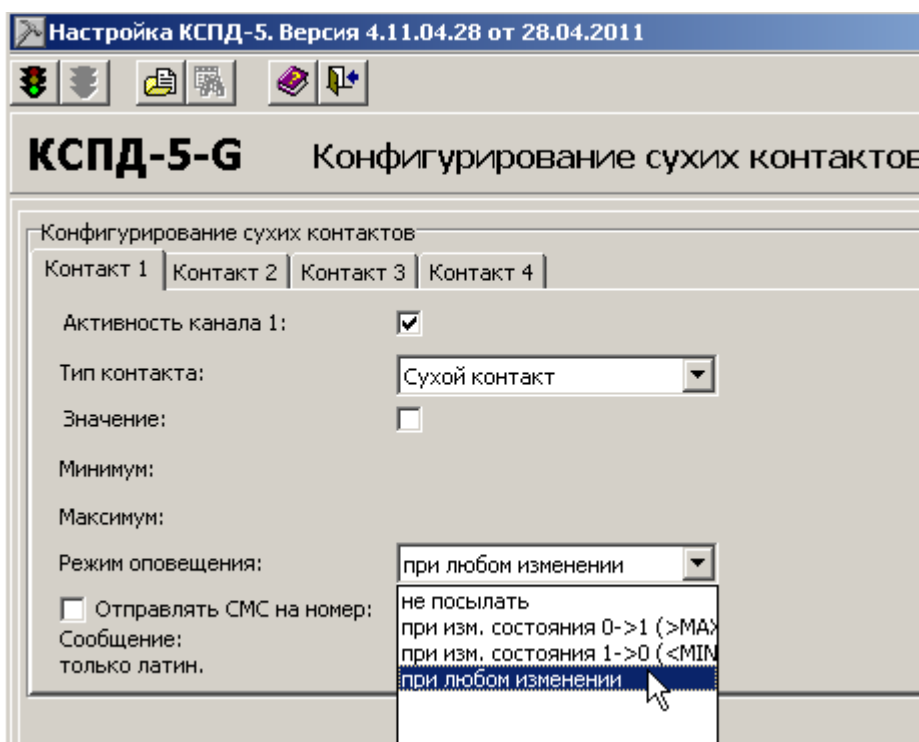 Настройка КСПД-5. Версия 4.11.04.28 от 28.04.2011
КСПД-5-G Конфигурирование сухих контактов
Конфигурирование сухих контактов
Контакт 1 Контакт 2 Контакт 3 Контакт 4
Активность канала 1:
Тип контакта: Сухой контакт
Значение:
Минимум:
Максимум:
Режим оповещения: при любом изменении
не посылать
Отправлять СМС на номер:
при изм. состояния 0->1 (>MAX
Сообщение:
при изм. состояния 1->0 (<MIN
только латин.
при любом изменении